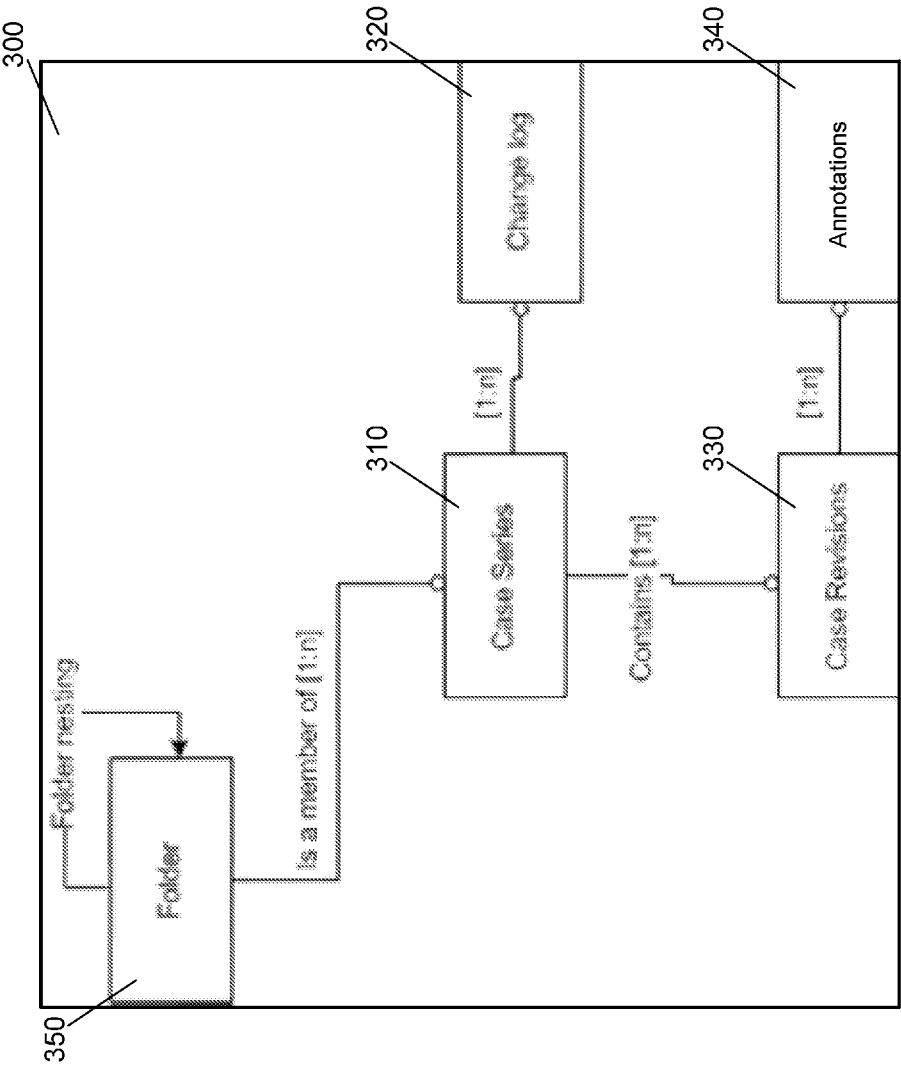 300
350
Folder nesting
Folder
Is a member of [1:n]
310
Case Series
[1:n]
320
Change log
Contains [1:n]
330
Case Revisions
[1:n]
340
Annotations